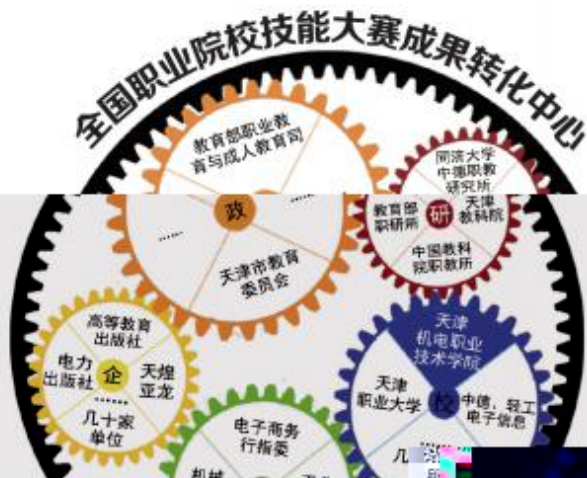 全国职业院校技能大赛成果转化中心
教育部职业教
育与成人教育司
同济大学
中德职教
研究所
政
……
……
教育部
职研所
研
天津
教科院
中国教科
院职教所
天津市教育
委员会
高等教育
出版社
电力
出版社
企
天煌
亚龙
……
几十家
单位
天津
机电职业
技术学院
天津
职业大学
校
中德、轻工
电子信息
……
电子商务
行指委
机械
几